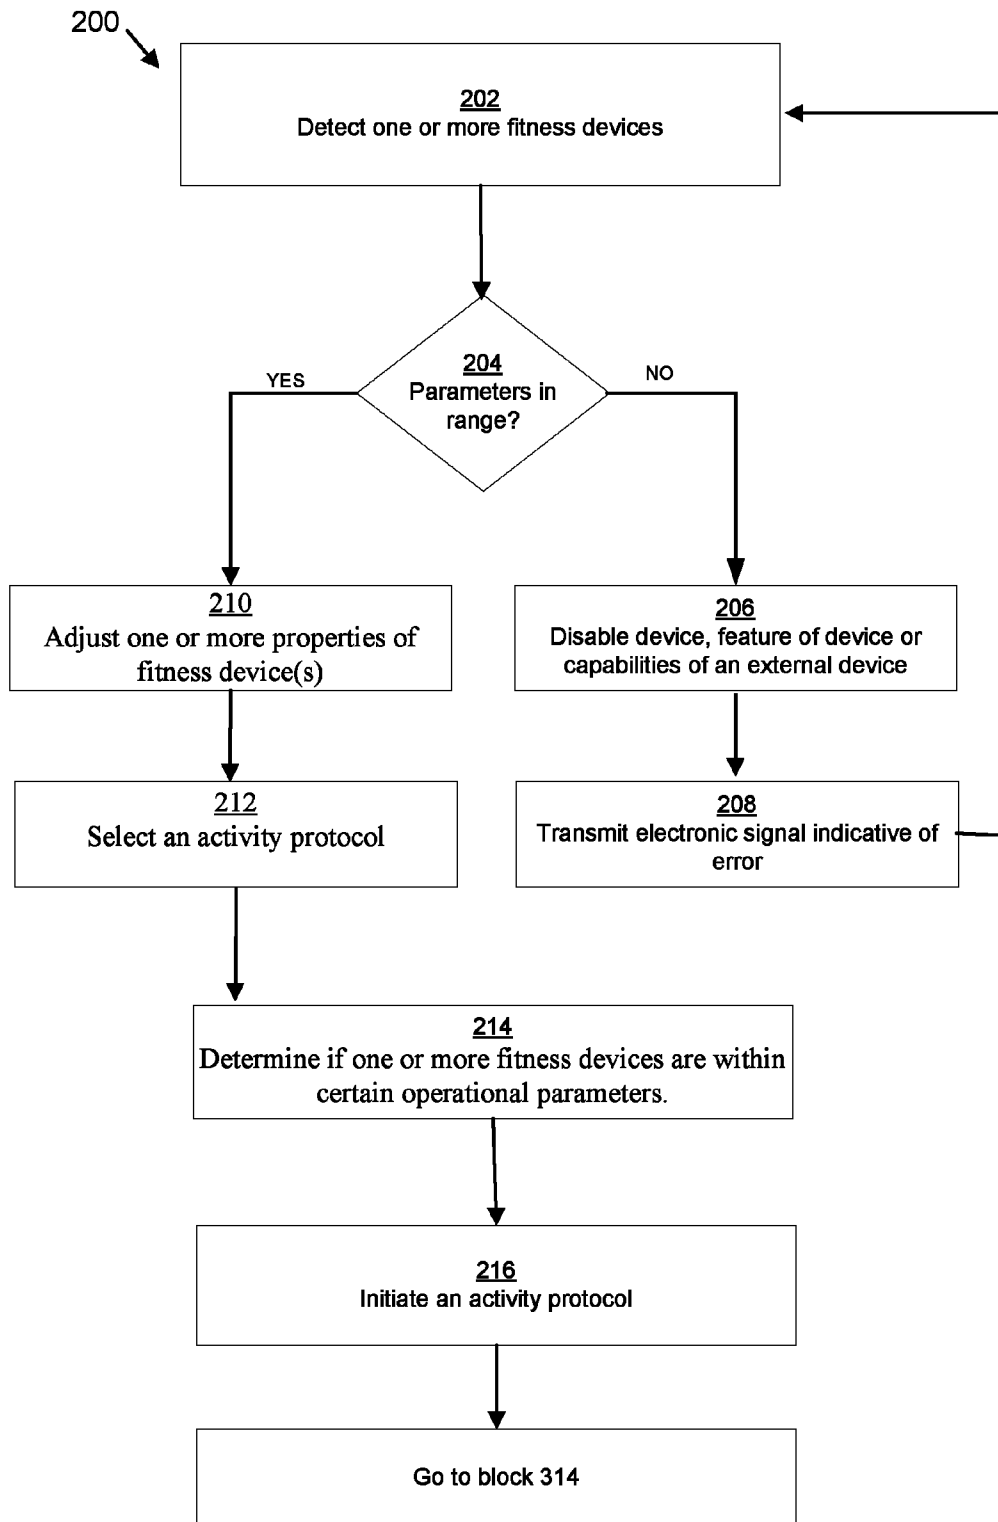 200
202
Detect one or more fitness devices
204
Parameters in
range?
YES
NO
210
Adjust one or more properties of
fitness device(s)
206
Disable device, feature of device or
capabilities of an external device
212
Select an activity protocol
208
Transmit electronic signal indicative of
error
214
Determine if one or more fitness devices are within
certain operational parameters.
216
Initiate an activity protocol
Go to block 314